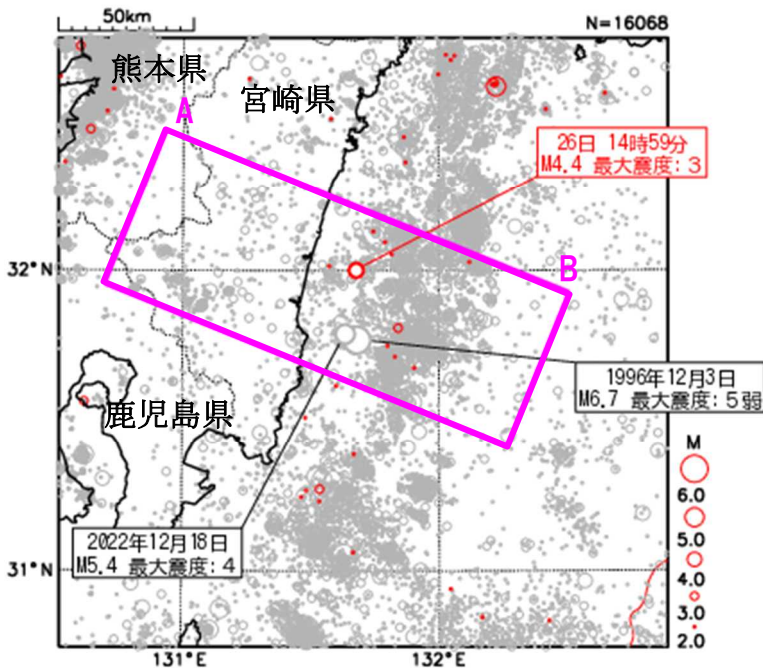 50km
N=16068
熊本県
宮崎県
A
26日 14時59分
M4.4 最大震度:3
32°N
B
1996年12月3日
M6.7 最大震度:5弱
鹿児島県
M
6.0
5.0
4.0
3.0
2.0
2022年12月18日
M5.4 最大震度:4
31°N
131°E
132°E